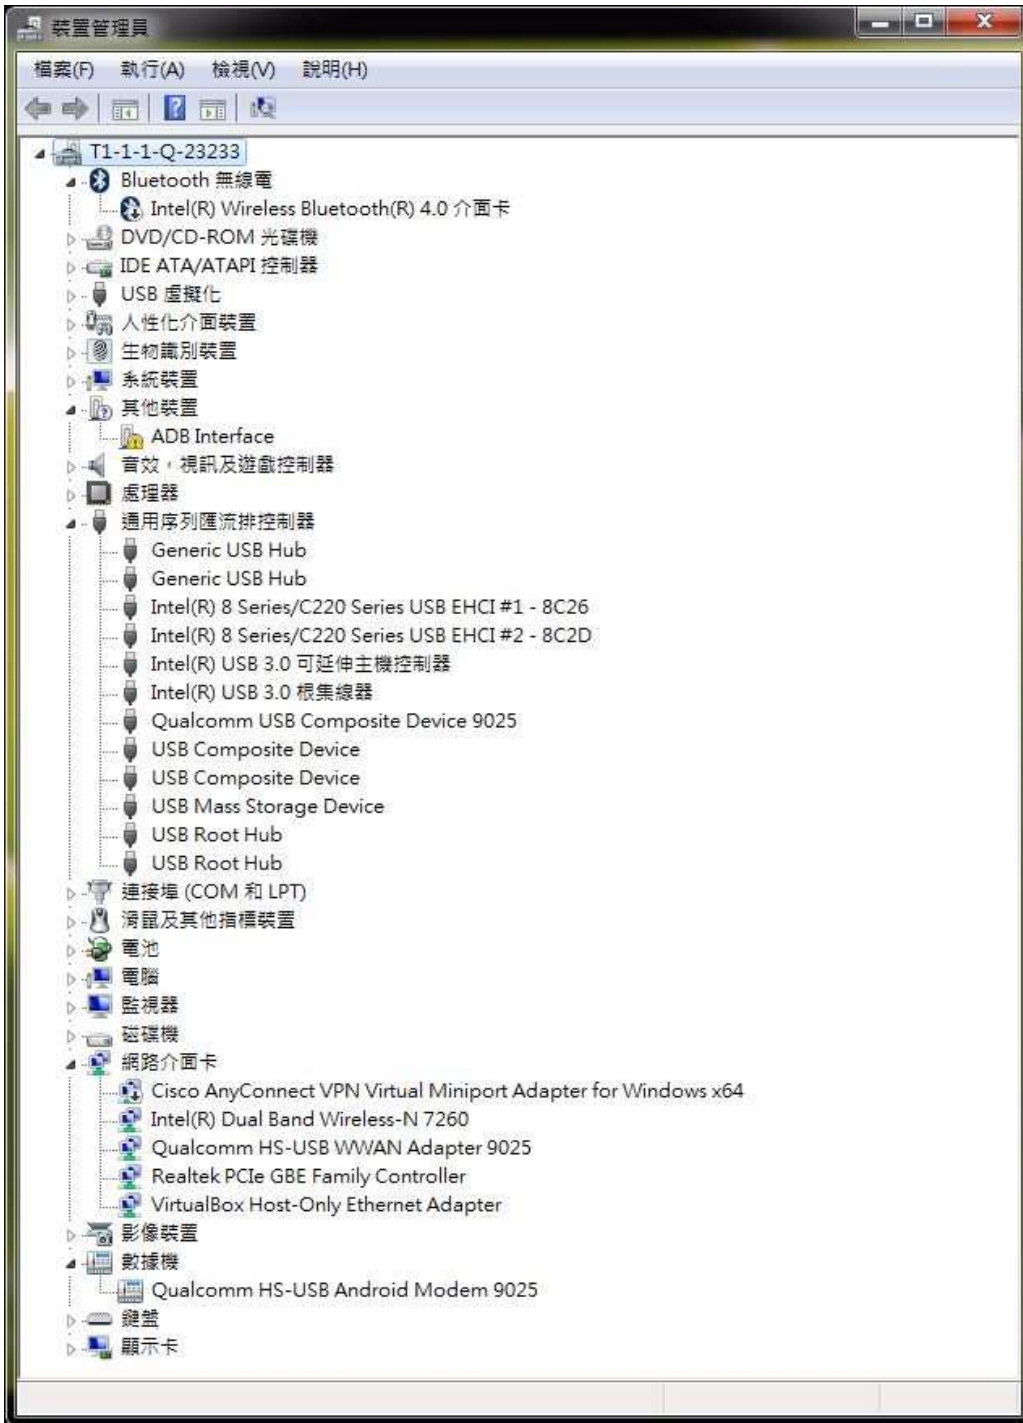 裝置管理員
檔案(F) 執行(A) 檢視(V) 說明(H)
T1-1-1-Q-23233
Bluetooth 無線電
Intel(R) Wireless Bluetooth(R) 4.0 介面卡
DVD/CD-ROM 光碟機
IDE ATA/ATAPI 控制器
USB 虛擬化
人性化介面裝置
生物識別裝置
系統裝置
其他裝置
ADB Interface
音效，視訊及遊戲控制器
處理器
通用序列匯流排控制器
Generic USB Hub
Generic USB Hub
Intel(R) 8 Series/C220 Series USB EHCI #1 - 8C26
Intel(R) 8 Series/C220 Series USB EHCI #2 - 8C2D
Intel(R) USB 3.0 可延伸主機控制器
Intel(R) USB 3.0 根集線器
Qualcomm USB Composite Device 9025
USB Composite Device
USB Composite Device
USB Mass Storage Device
USB Root Hub
USB Root Hub
連接埠 (COM 和 LPT)
滑鼠及其他指標裝置
電池
電腦
監視器
磁碟機
網路介面卡
Cisco AnyConnect VPN Virtual Miniport Adapter for Windows x64
Intel(R) Dual Band Wireless-N 7260
Qualcomm HS-USB WWAN Adapter 9025
Realtek PCIe GBE Family Controller
VirtualBox Host-Only Ethernet Adapter
影像裝置
數據機
Qualcomm HS-USB Android Modem 9025
鍵盤
顯示卡